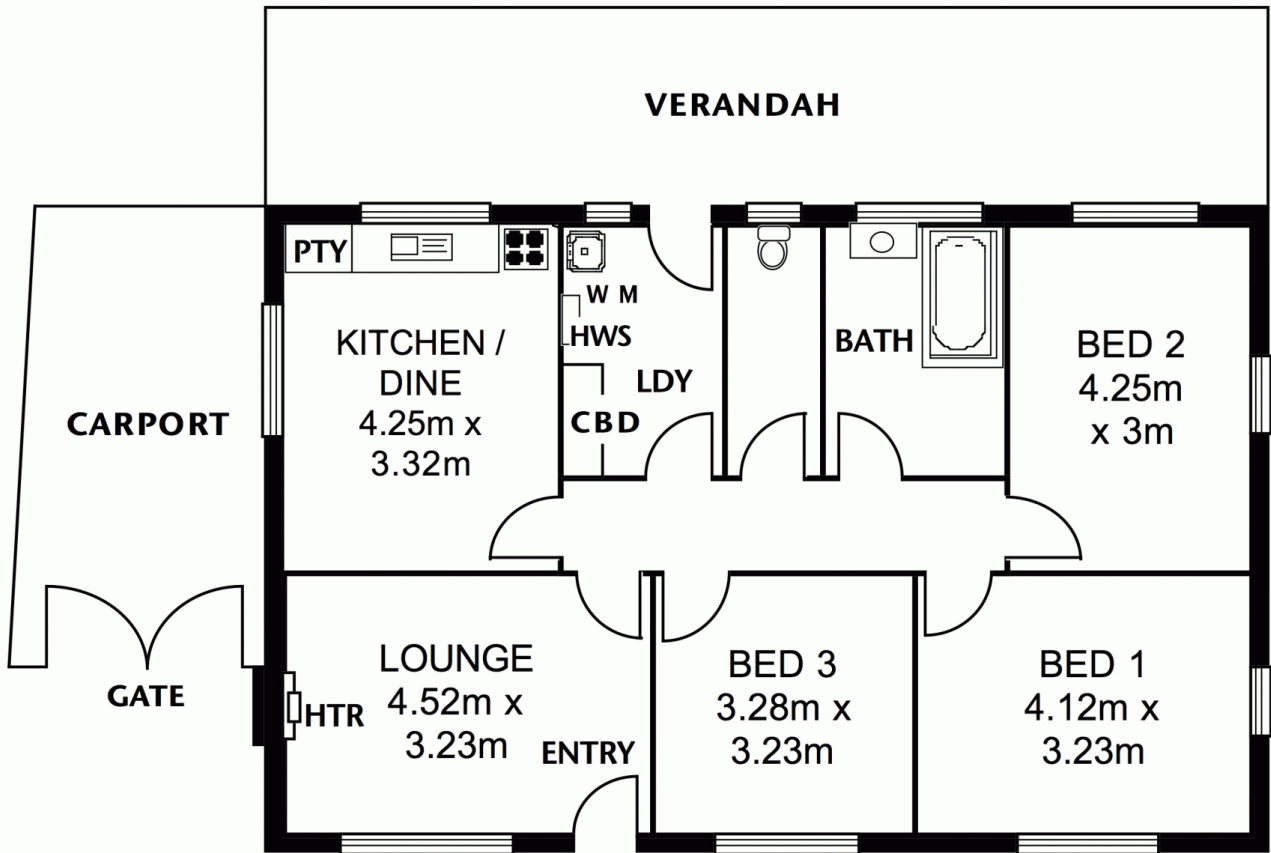 VERANDAH
PTY
W M
HWS
KITCHEN /
DINE
4.25m x
3.32m
LDY
CBD
BATH
BED 2
4.25m
x 3m
CARPORT
GATE
LOUNGE
4.52m x
3.23m
HTR
ENTRY
BED 3
3.28m x
3.23m
BED 1
4.12m x
3.23m